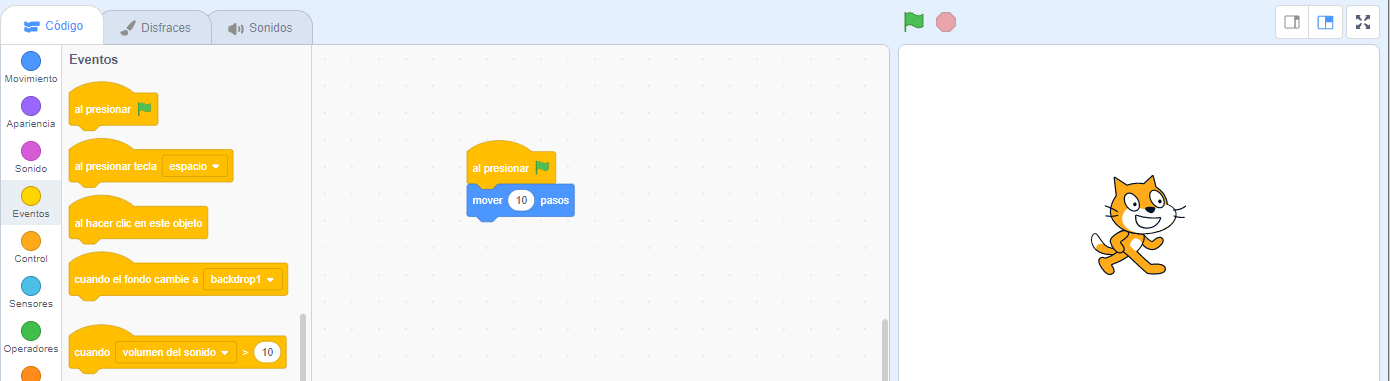 Código
Disfraces
Sonidos
Movimiento
Apariencia
Sonido
Eventos
Control
Sensores
Operadores
Eventos
al presionar
al presionar tecla espacio
al hacer clic en este objeto
cuando el fondo cambie a backdrop1
cuando volumen del sonido > 10
al presionar
mover 10 pasos